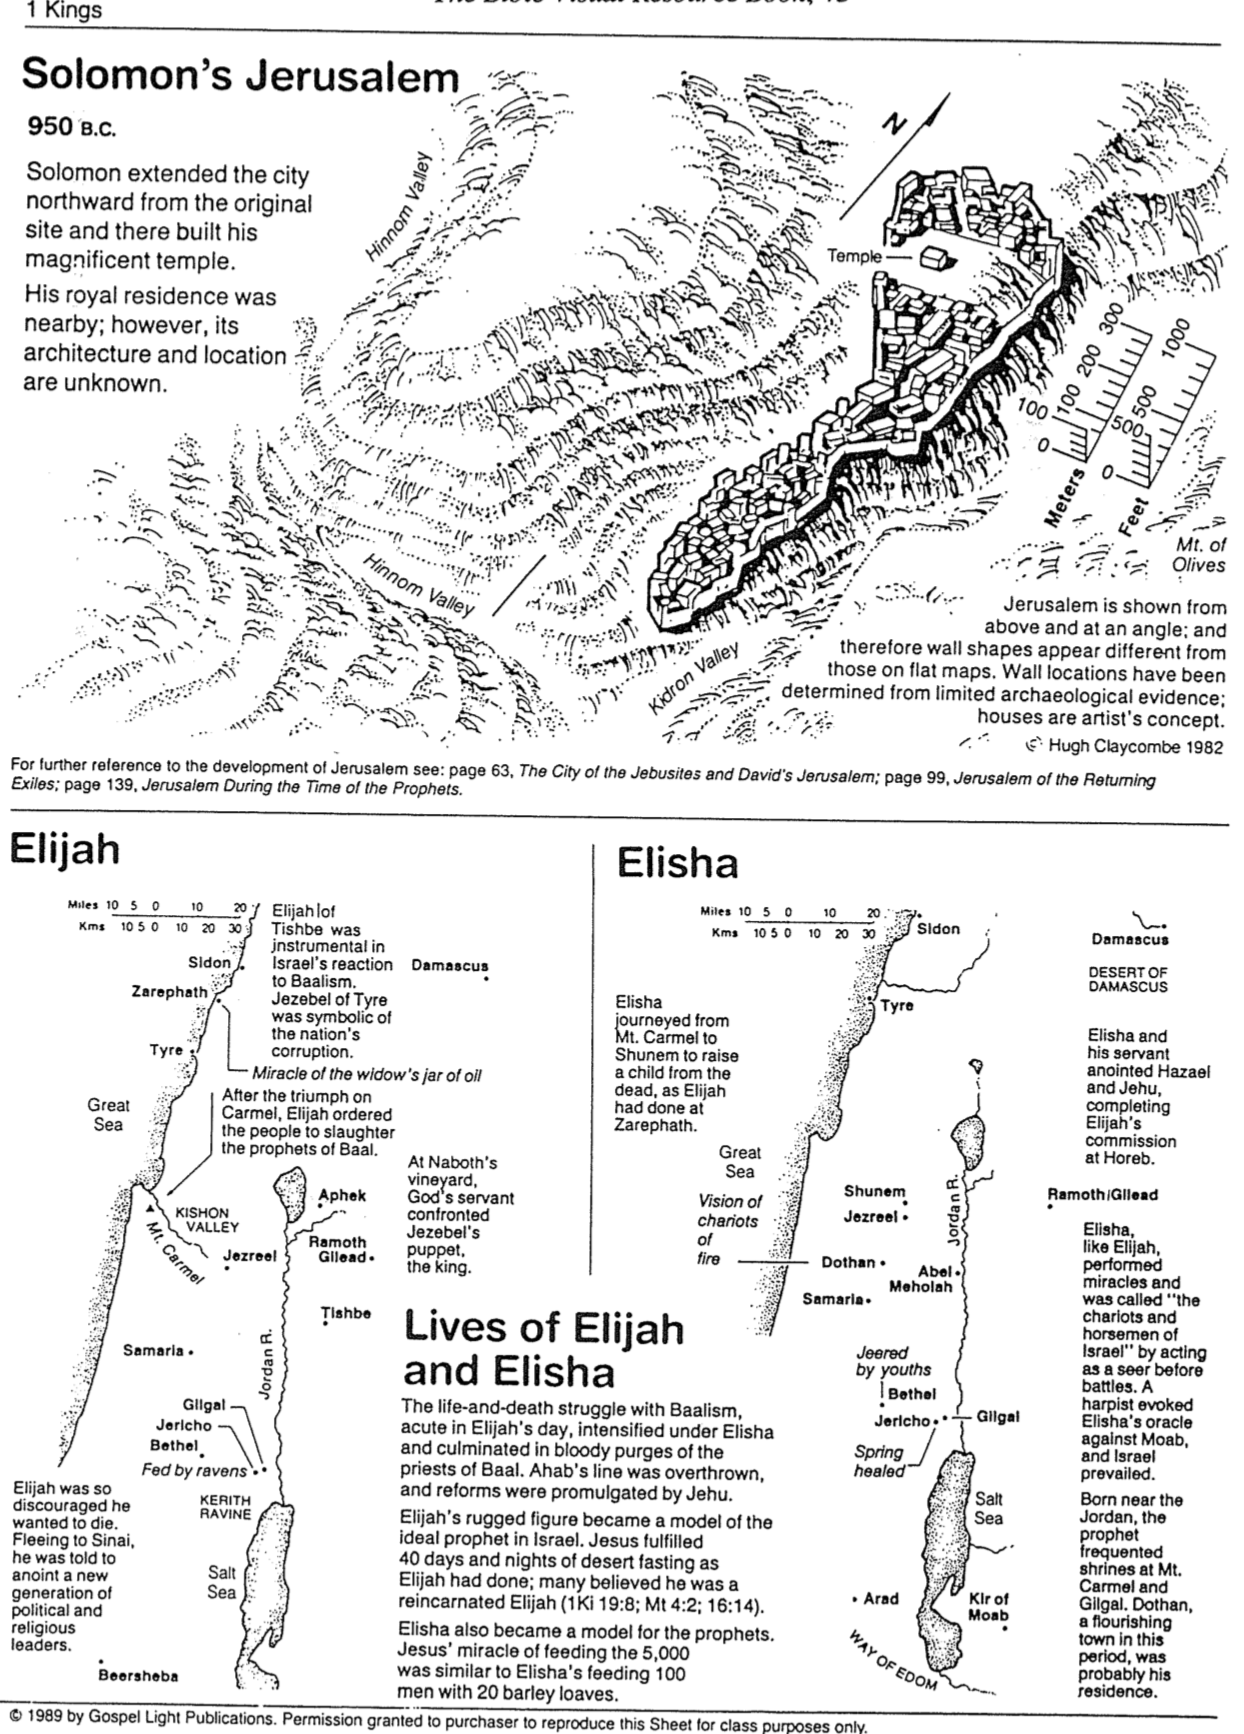 1 Kings
Solomon's Jerusalem
950 B.C.
Solomon extended the city
northward from the original
site and there built his
magnificent temple.
His royal residence was
nearby; however, its
architecture and location
are unknown.
Hinnom Valley
N
Temple
Hinnom Valley
Kidron Valley
300
200
100
100
0
Meters
1000
500
500
0
Feet
Mt. of
Olives
Jerusalem is shown from
above and at an angle; and
therefore wall shapes appear different from
those on flat maps. Wall locations have been
determined from limited archaeological evidence;
houses are artist's concept.
© Hugh Claycombe 1982
For further reference to the development of Jerusalem see: page 63, The City of the Jebusites and David's Jerusalem; page 99, Jerusalem of the Returning
Exiles; page 139, Jerusalem During the Time of the Prophets.
Elijah
Miles 10 5 0 10 20
Kms 10 5 0 10 20 30
Elijah of
Tishbe was
instrumental in
Israel's reaction
to Baalism.
Jezebel of Tyre
was symbolic of
the nation's
corruption.
Sidon
Damascus
Zarephath
Tyre
Miracle of the widow's jar of oil
Great
Sea
After the triumph on
Carmel, Elijah ordered
the people to slaughter
the prophets of Baal.
At Naboth's
vineyard,
God's servant
confronted
Jezebel's
puppet,
the king.
Aphek
KISHON
VALLEY
Mt. Carmel
Jezreel
Ramoth
Gilead
Tishbe
Samaria
Jordan R.
Gilgal
Jericho
Bethel
Fed by ravens
KERITH
RAVINE
Elijah was so
discouraged he
wanted to die.
Fleeing to Sinai,
he was told to
anoint a new
generation of
political and
religious
leaders.
Salt
Sea
Beersheba
Lives of Elijah
and Elisha
The life-and-death struggle with Baalism,
acute in Elijah's day, intensified under Elisha
and culminated in bloody purges of the
priests of Baal. Ahab's line was overthrown,
and reforms were promulgated by Jehu.
Elijah's rugged figure became a model of the
ideal prophet in Israel. Jesus fulfilled
40 days and nights of desert fasting as
Elijah had done; many believed he was a
reincarnated Elijah (1Ki 19:8; Mt 4:2; 16:14).
Elisha also became a model for the prophets.
Jesus' miracle of feeding the 5,000
was similar to Elisha's feeding 100
men with 20 barley loaves.
Elisha
Miles 10 5 0 10 20
Kms 10 5 0 10 20 30
Sidon
Damascus
DESERT OF
DAMASCUS
Tyre
Elisha
journeyed from
Mt. Carmel to
Shunem to raise
a child from the
dead, as Elijah
had done at
Zarephath.
Elisha and
his servant
anointed Hazael
and Jehu,
completing
Elijah's
commission
at Horeb.
Great
Sea
Vision of
chariots
of
fire
Shunem
Jezreel
Jordan R.
Ramoth/Gilead
Dothan
Abel
Meholah
Samaria
Jeered
by youths
Bethel
Jericho
Gilgal
Spring
healed
Salt
Sea
Arad
Kir of
Moab
WAY OF EDOM
Elisha,
like Elijah,
performed
miracles and
was called "the
chariots and
horsemen of
Israel" by acting
as a seer before
battles. A
harpist evoked
Elisha's oracle
against Moab,
and Israel
prevailed.
Born near the
Jordan, the
prophet
frequented
shrines at Mt.
Carmel and
Gilgal. Dothan,
a flourishing
town in this
period, was
probably his
residence.
© 1989 by Gospel Light Publications. Permission granted to purchaser to reproduce this Sheet for class purposes only.